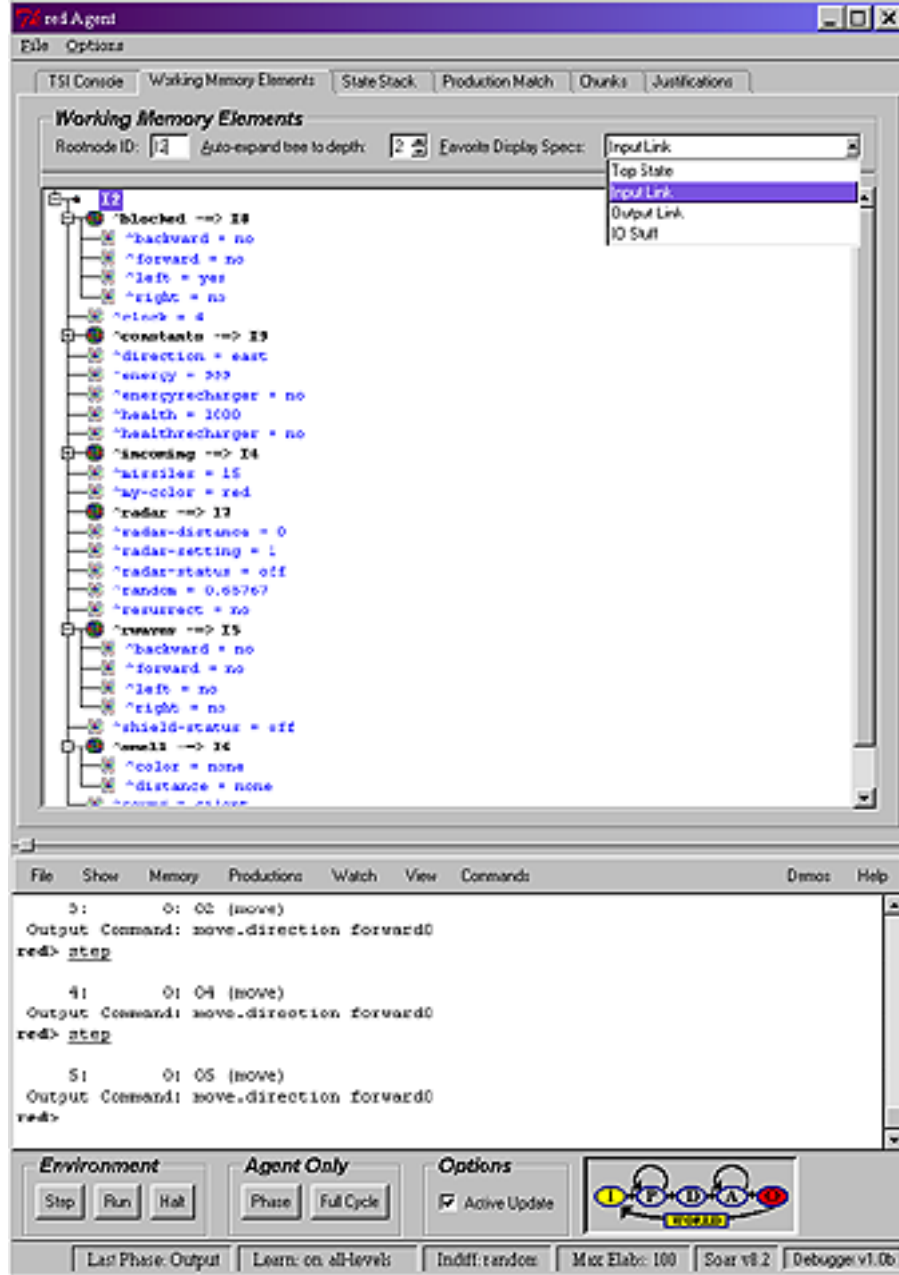 red Agent
File Options
TSI Console Working Memory Elements State Stack Production Match Chunks Justifications
Working Memory Elements
Rootnode ID: I2 Auto-expand tree to depth: 2 Favorite Display Specs: Input Link
Top State
Input Link
Output Link
IO Stuff
I2
^blocked --> I8
^backward = no
^forward = no
^left = yes
^right = no
^clock = 4
^constants --> I9
^direction = east
^energy = 999
^energyrecharger = no
^health = 1000
^healthrecharger = no
^incoming --> I4
^missiles = 15
^my-color = red
^radar --> I7
^radar-distance = 0
^radar-setting = 1
^radar-status = off
^random = 0.65767
^resurrect = no
^rwaves --> I5
^backward = no
^forward = no
^left = no
^right = no
^shield-status = off
^smell --> I6
^color = none
^distance = none
File Show Memory Productions Watch View Commands Demos Help
3: O: O2 (move)
Output Command: move.direction forward0
red> step
4: O: O4 (move)
Output Command: move.direction forward0
red> step
5: O: O5 (move)
Output Command: move.direction forward0
red>
Environment Agent Only Options
Step Run Halt Phase Full Cycle Active Update
I P D A O
WORLD
Last Phase: Output Learn: on all-levels Indiff: random Max Elabs: 100 Soar v8.2 Debugger v1.0b